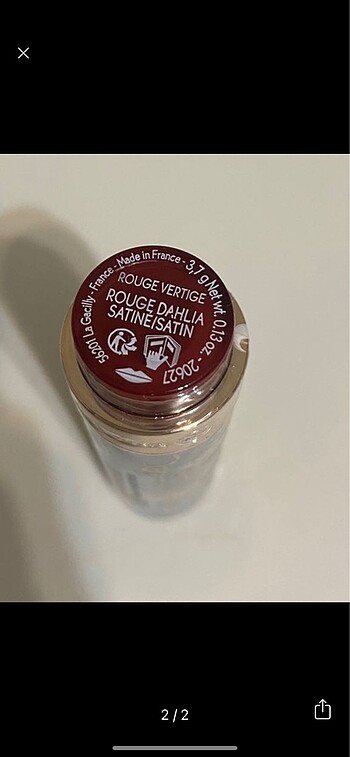 56201 La Gacilly - France - Made in France - 3,7 g Net wt. 0.13 oz. - 20627
ROUGE VERTIGE
ROUGE DAHLIA
SATINÉ/SATIN
2 / 2